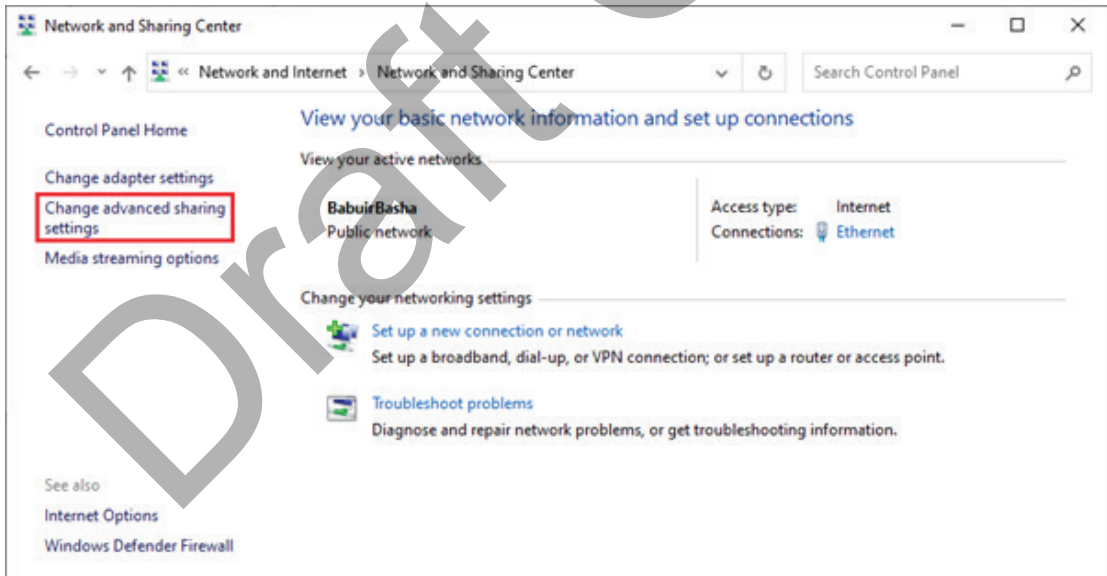 Network and Sharing Center
« Network and Internet › Network and Sharing Center
Search Control Panel
Control Panel Home
Change adapter settings
Change advanced sharing
settings
Media streaming options
View your basic network information and set up connections
View your active networks
BabuirBasha
Public network
Access type: Internet
Connections: Ethernet
Change your networking settings
Set up a new connection or network
Set up a broadband, dial-up, or VPN connection; or set up a router or access point.
Troubleshoot problems
Diagnose and repair network problems, or get troubleshooting information.
See also
Internet Options
Windows Defender Firewall
Draft